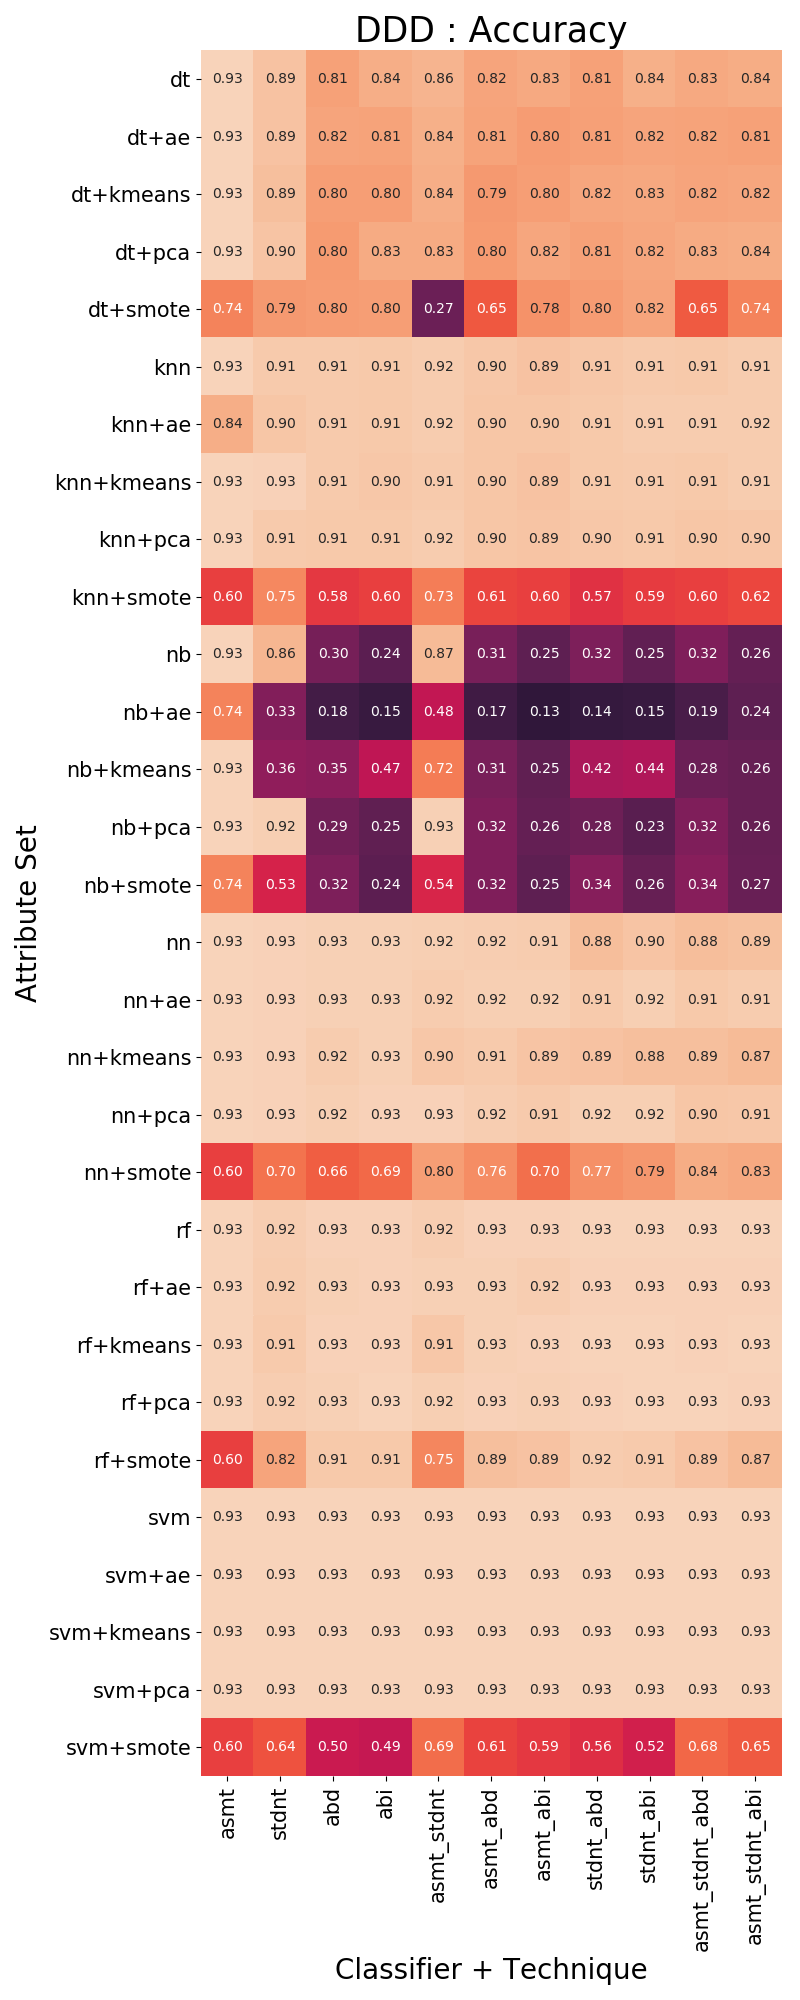 DDD : Accuracy
dt 0.93 0.89 0.81 0.84 0.86 0.82 0.83 0.81 0.84 0.83 0.84
dt+ae 0.93 0.89 0.82 0.81 0.84 0.81 0.80 0.81 0.82 0.82 0.81
dt+kmeans 0.93 0.89 0.80 0.80 0.84 0.79 0.80 0.82 0.83 0.82 0.82
dt+pca 0.93 0.90 0.80 0.83 0.83 0.80 0.82 0.81 0.82 0.83 0.84
dt+smote 0.74 0.79 0.80 0.80 0.27 0.65 0.78 0.80 0.82 0.65 0.74
knn 0.93 0.91 0.91 0.91 0.92 0.90 0.89 0.91 0.91 0.91 0.91
knn+ae 0.84 0.90 0.91 0.91 0.92 0.90 0.90 0.91 0.91 0.91 0.92
knn+kmeans 0.93 0.93 0.91 0.90 0.91 0.90 0.89 0.91 0.91 0.91 0.91
knn+pca 0.93 0.91 0.91 0.91 0.92 0.90 0.89 0.90 0.91 0.90 0.90
knn+smote 0.60 0.75 0.58 0.60 0.73 0.61 0.60 0.57 0.59 0.60 0.62
nb 0.93 0.86 0.30 0.24 0.87 0.31 0.25 0.32 0.25 0.32 0.26
nb+ae 0.74 0.33 0.18 0.15 0.48 0.17 0.13 0.14 0.15 0.19 0.24
nb+kmeans 0.93 0.36 0.35 0.47 0.72 0.31 0.25 0.42 0.44 0.28 0.26
nb+pca 0.93 0.92 0.29 0.25 0.93 0.32 0.26 0.28 0.23 0.32 0.26
nb+smote 0.74 0.53 0.32 0.24 0.54 0.32 0.25 0.34 0.26 0.34 0.27
nn 0.93 0.93 0.93 0.93 0.92 0.92 0.91 0.88 0.90 0.88 0.89
nn+ae 0.93 0.93 0.93 0.93 0.92 0.92 0.92 0.91 0.92 0.91 0.91
nn+kmeans 0.93 0.93 0.92 0.93 0.90 0.91 0.89 0.89 0.88 0.89 0.87
nn+pca 0.93 0.93 0.92 0.93 0.93 0.92 0.91 0.92 0.92 0.90 0.91
nn+smote 0.60 0.70 0.66 0.69 0.80 0.76 0.70 0.77 0.79 0.84 0.83
rf 0.93 0.92 0.93 0.93 0.92 0.93 0.93 0.93 0.93 0.93 0.93
rf+ae 0.93 0.92 0.93 0.93 0.93 0.93 0.92 0.93 0.93 0.93 0.93
rf+kmeans 0.93 0.91 0.93 0.93 0.91 0.93 0.93 0.93 0.93 0.93 0.93
rf+pca 0.93 0.92 0.93 0.93 0.92 0.93 0.93 0.93 0.93 0.93 0.93
rf+smote 0.60 0.82 0.91 0.91 0.75 0.89 0.89 0.92 0.91 0.89 0.87
svm 0.93 0.93 0.93 0.93 0.93 0.93 0.93 0.93 0.93 0.93 0.93
svm+ae 0.93 0.93 0.93 0.93 0.93 0.93 0.93 0.93 0.93 0.93 0.93
svm+kmeans 0.93 0.93 0.93 0.93 0.93 0.93 0.93 0.93 0.93 0.93 0.93
svm+pca 0.93 0.93 0.93 0.93 0.93 0.93 0.93 0.93 0.93 0.93 0.93
svm+smote 0.60 0.64 0.50 0.49 0.69 0.61 0.59 0.56 0.52 0.68 0.65
Attribute Set
asmt stdnt abd abi asmt_stdnt asmt_abd asmt_abi stdnt_abd stdnt_abi asmt_stdnt_abd asmt_stdnt_abi
Classifier + Technique